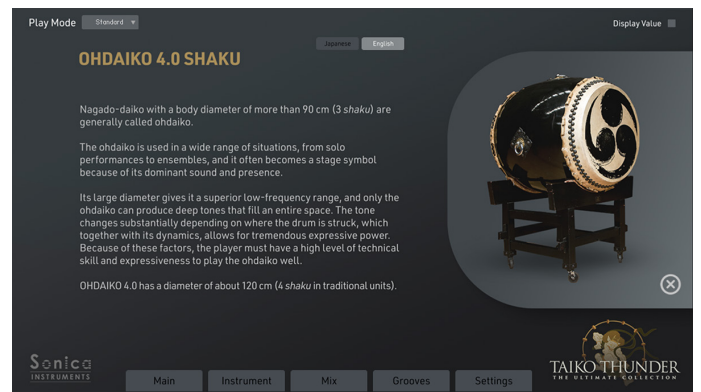 Play Mode Standard Display Value
Japanese English
OHDAIKO 4.0 SHAKU
Nagado-daiko with a body diameter of more than 90 cm (3 shaku) are
generally called ohdaiko.
The ohdaiko is used in a wide range of situations, from solo
performances to ensembles, and it often becomes a stage symbol
because of its dominant sound and presence.
Its large diameter gives it a superior low-frequency range, and only the
ohdaiko can produce deep tones that fill an entire space. The tone
changes substantially depending on where the drum is struck, which
together with its dynamics, allows for tremendous expressive power.
Because of these factors, the player must have a high level of technical
skill and expressiveness to play the ohdaiko well.
OHDAIKO 4.0 has a diameter of about 120 cm (4 shaku in traditional units).
Sonica
INSTRUMENTS
TAIKO THUNDER
THE ULTIMATE COLLECTION
Main Instrument Mix Grooves Settings